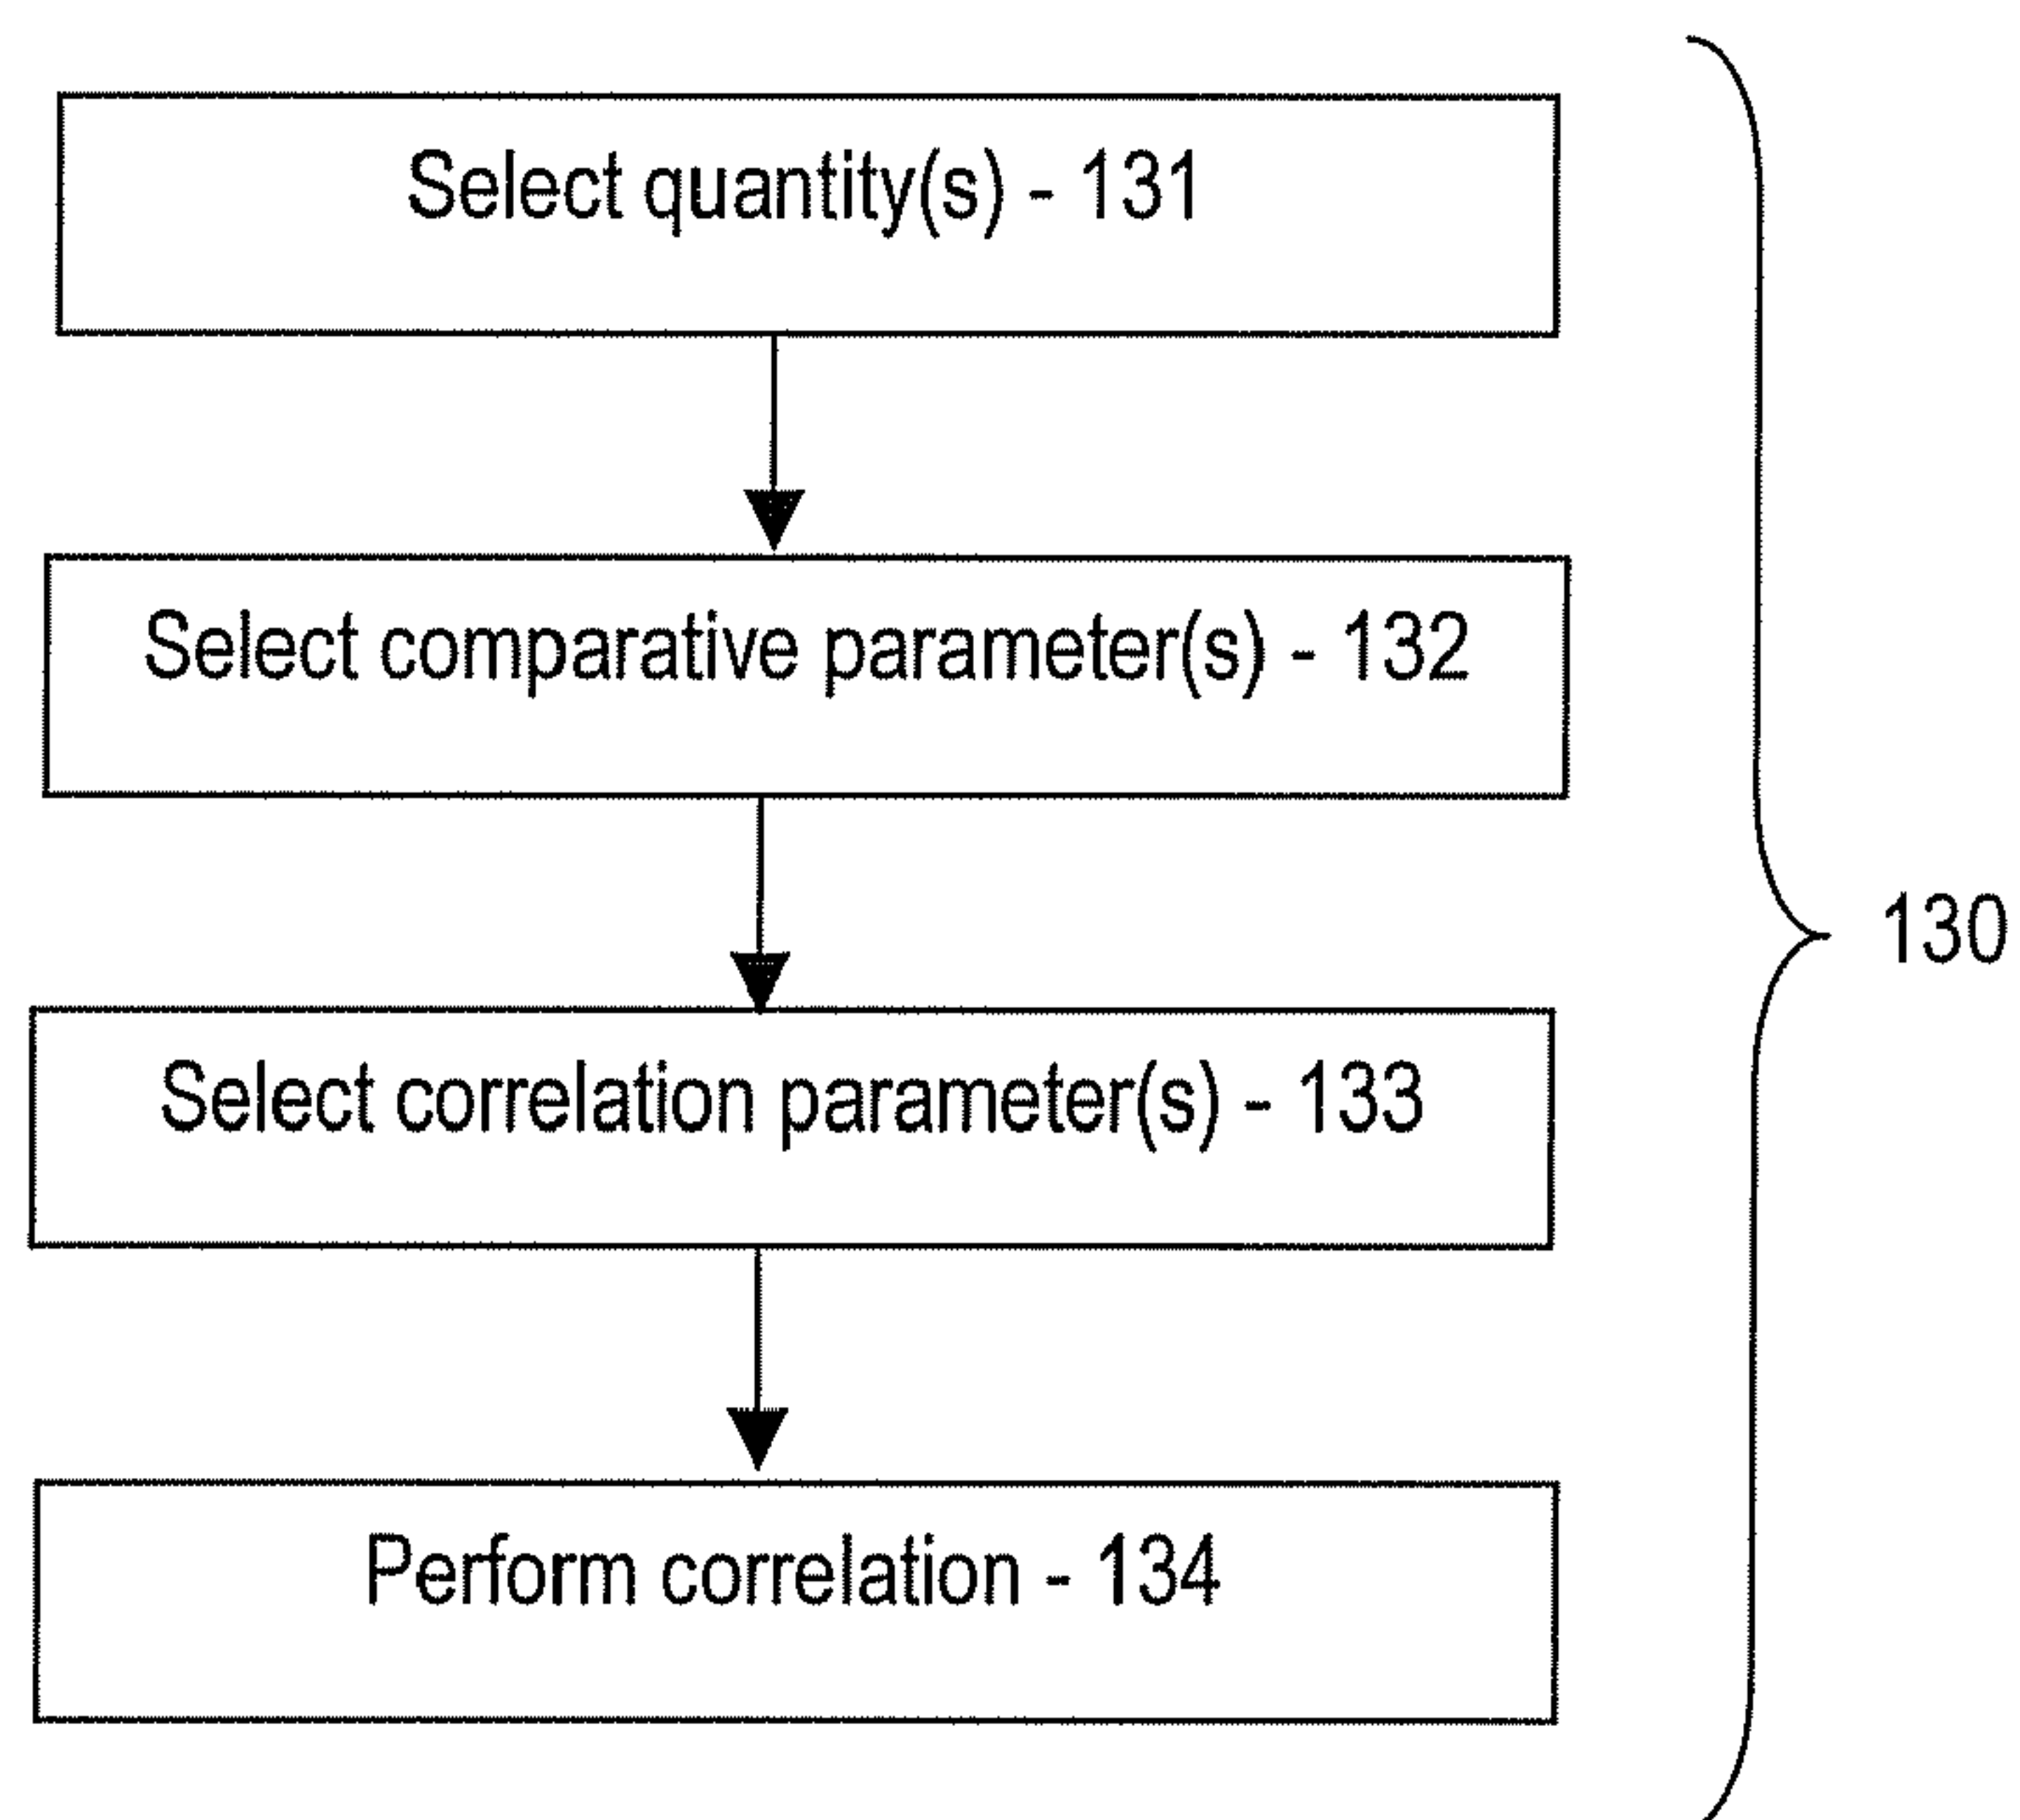 Select quantity(s) - 131
Select comparative parameter(s) - 132
130
Select correlation parameter(s) - 133
Perform correlation - 134